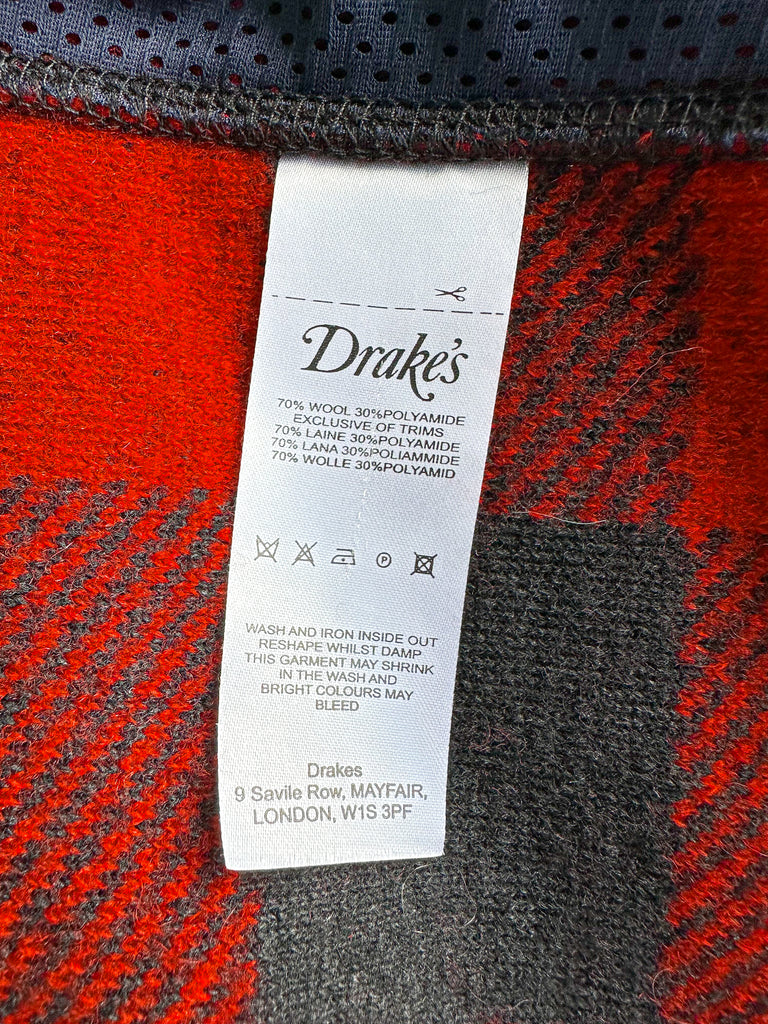 Drake's
70% WOOL 30%POLYAMIDE
EXCLUSIVE OF TRIMS
70% LAINE 30%POLYAMIDE
70% LANA 30%POLIAMMIDE
70% WOLLE 30%POLYAMID
P
WASH AND IRON INSIDE OUT
RESHAPE WHILST DAMP
THIS GARMENT MAY SHRINK
IN THE WASH AND
BRIGHT COLOURS MAY
BLEED
Drakes
9 Savile Row, MAYFAIR,
LONDON, W1S 3PF